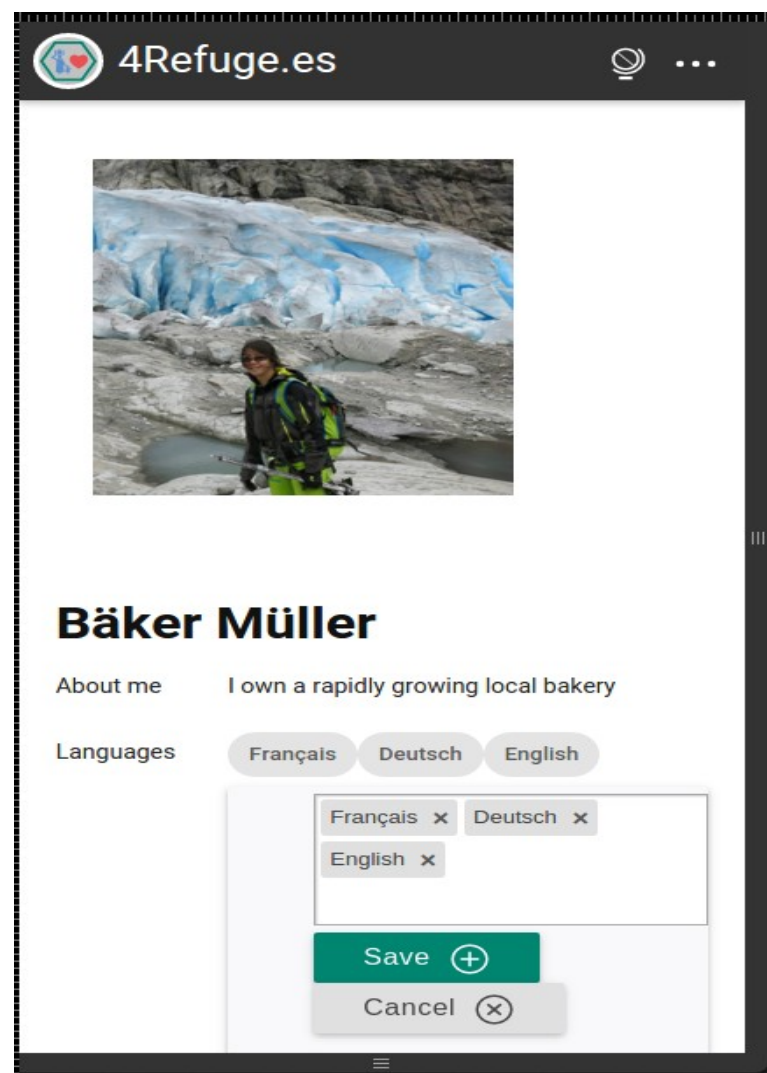 4Refuge.es
Bäker Müller
About me I own a rapidly growing local bakery
Languages Français Deutsch English
Français × Deutsch ×
English ×
Save
Cancel